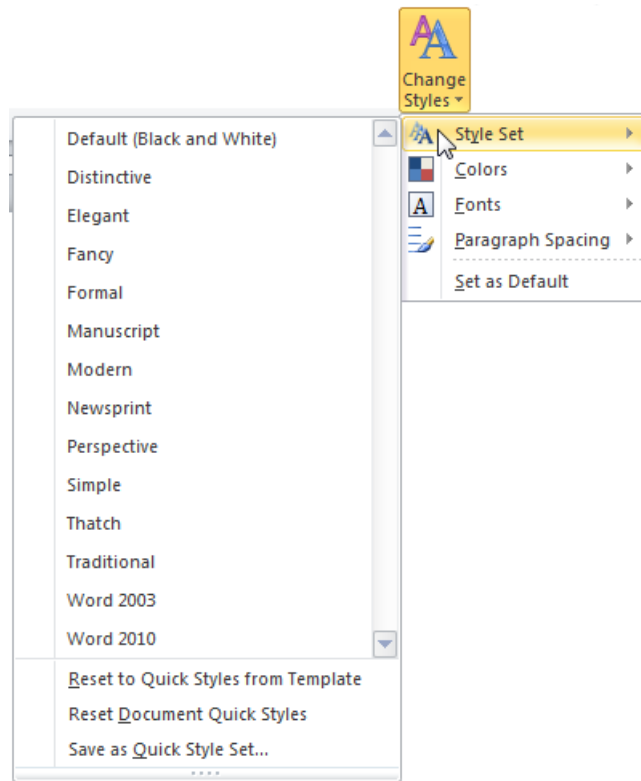 Change
Styles
Style Set
Colors
Fonts
Paragraph Spacing
Set as Default
Default (Black and White)
Distinctive
Elegant
Fancy
Formal
Manuscript
Modern
Newsprint
Perspective
Simple
Thatch
Traditional
Word 2003
Word 2010
Reset to Quick Styles from Template
Reset Document Quick Styles
Save as Quick Style Set...